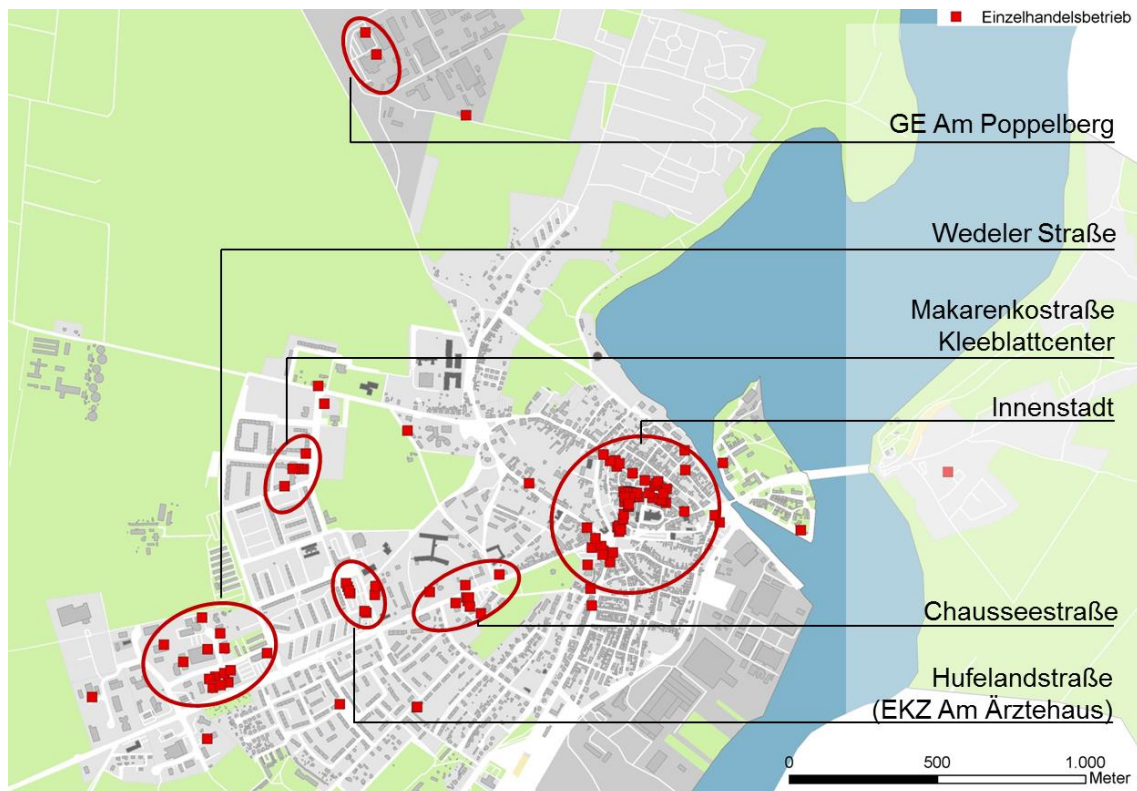 Einzelhandelsbetrieb
GE Am Poppelberg
Wedeler Straße
Makarenkostraße
Kleeblattcenter
Innenstadt
Chausseestraße
Hufelandstraße
(EKZ Am Ärztehaus)
0 500 1.000
Meter